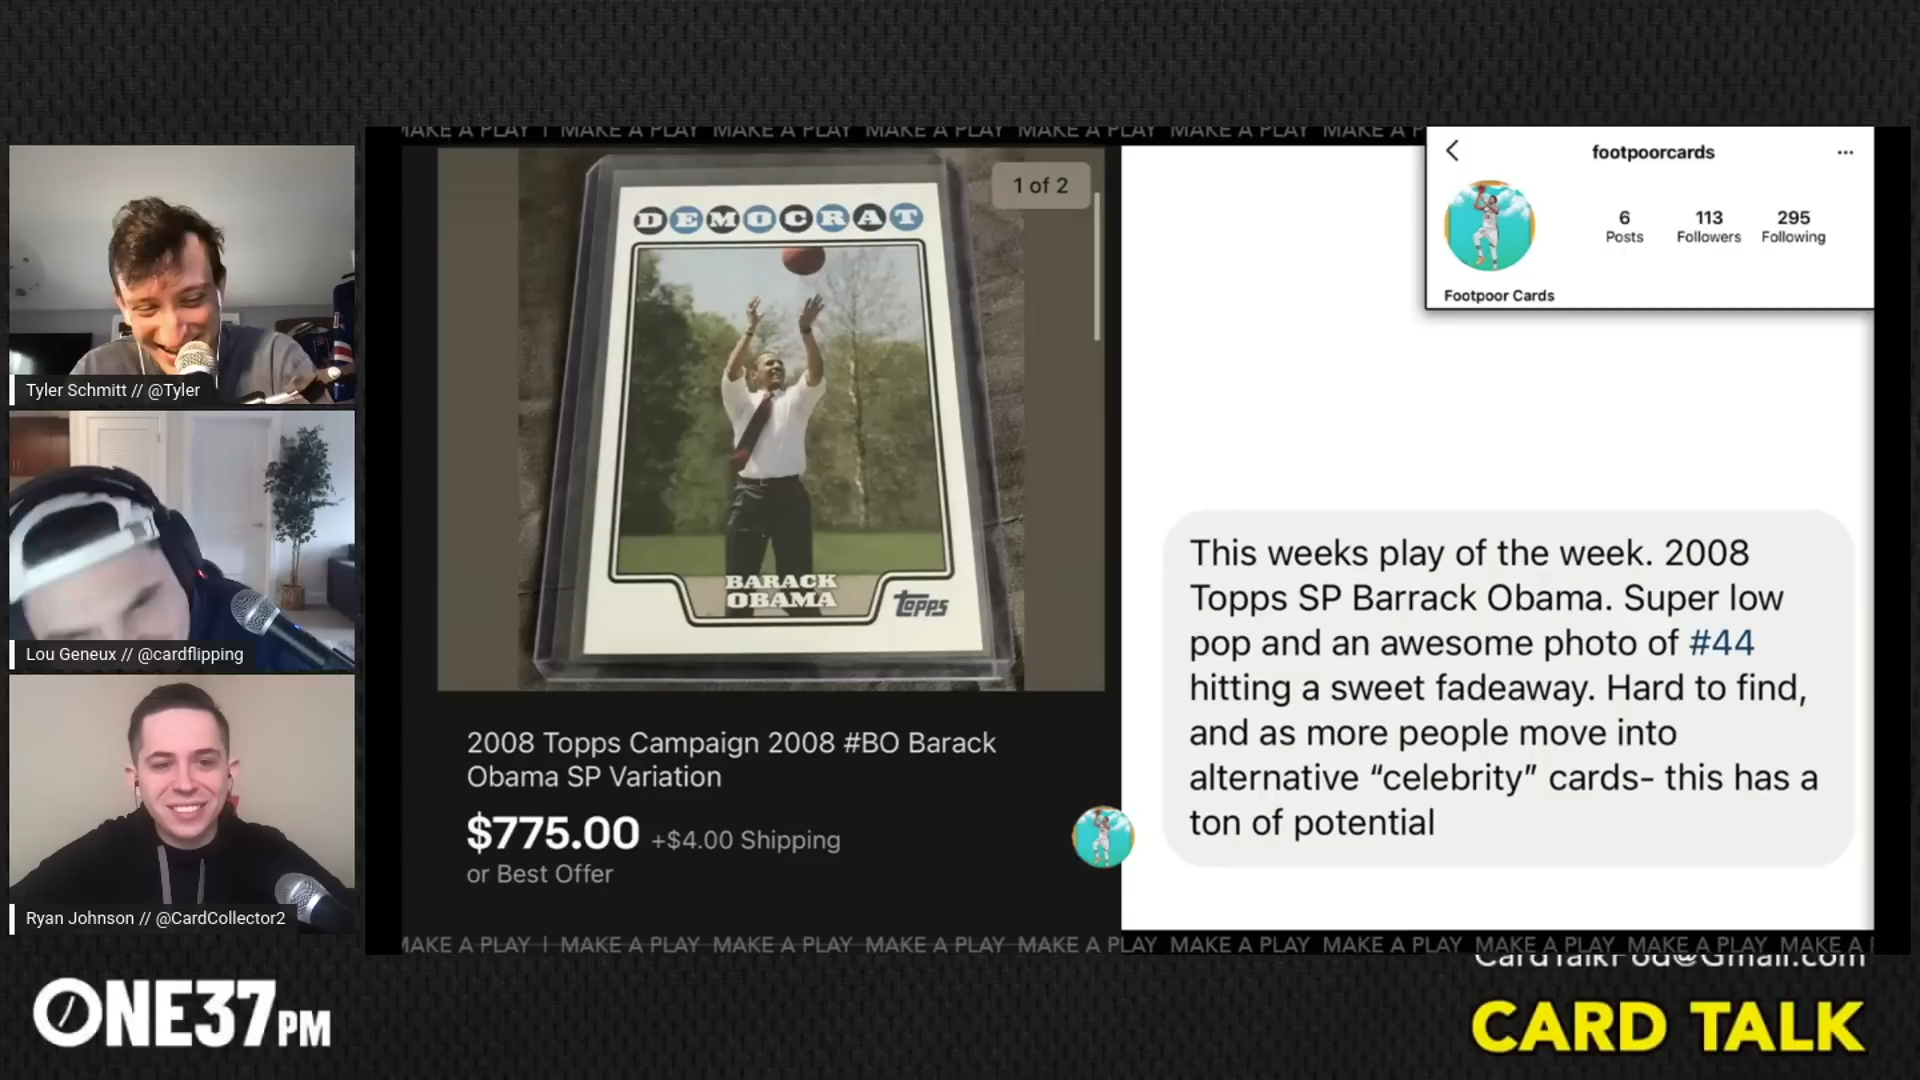 MAKE A PLAY | MAKE A PLAY MAKE A PLAY MAKE A PLAY MAKE A PLAY MAKE A PLAY MAKE A P
footpoorcards
...
6
Posts
113
Followers
295
Following
Footpoor Cards
1 of 2
DEMOCRAT
BARACK
OBAMA
Topps
2008 Topps Campaign 2008 #BO Barack
Obama SP Variation
$775.00 +$4.00 Shipping
or Best Offer
This weeks play of the week. 2008
Topps SP Barrack Obama. Super low
pop and an awesome photo of #44
hitting a sweet fadeaway. Hard to find,
and as more people move into
alternative “celebrity” cards- this has a
ton of potential
Tyler Schmitt // @Tyler
Lou Geneux // @cardflipping
Ryan Johnson // @CardCollector2
MAKE A PLAY | MAKE A PLAY MAKE A PLAY MAKE A PLAY MAKE A PLAY MAKE A PLAY MAKE A PLAY MAKE A PLAY MAKE A PLAY MAKE A
CardTalkPod@Gmail.com
ONE37PM
CARD TALK